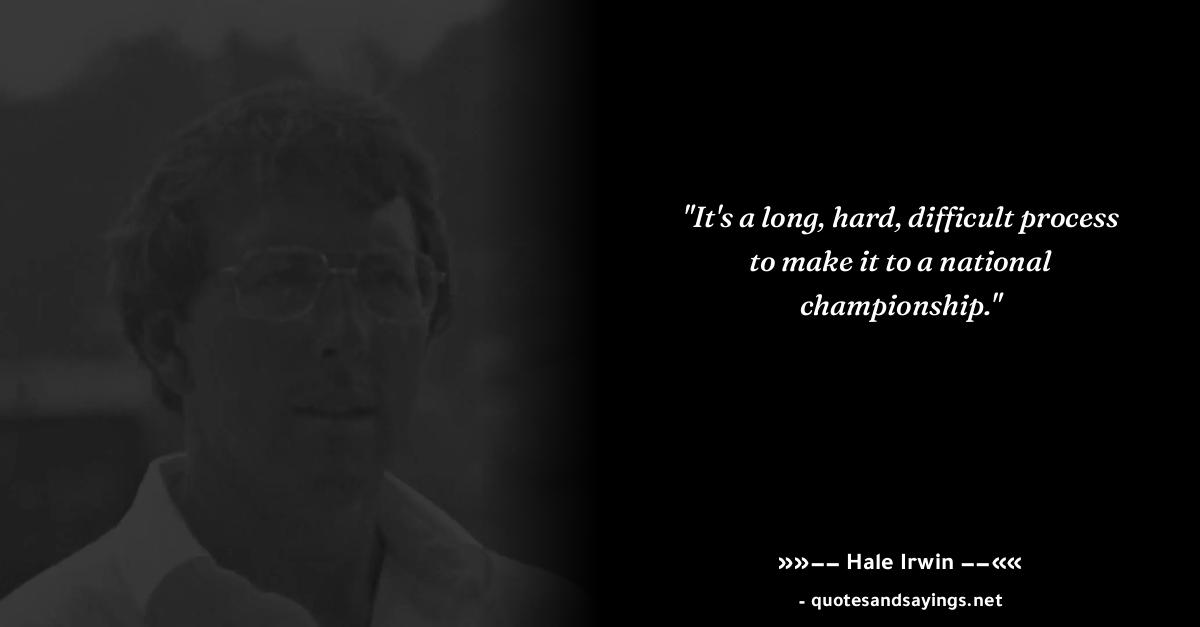 "It's a long, hard, difficult process
to make it to a national
championship."
»»−− Hale Irwin −−««
- quotesandsayings.net